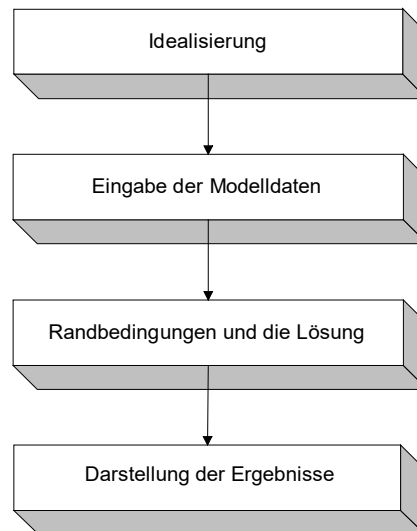 Idealisierung
Eingabe der Modelldaten
Randbedingungen und die Lösung
Darstellung der Ergebnisse